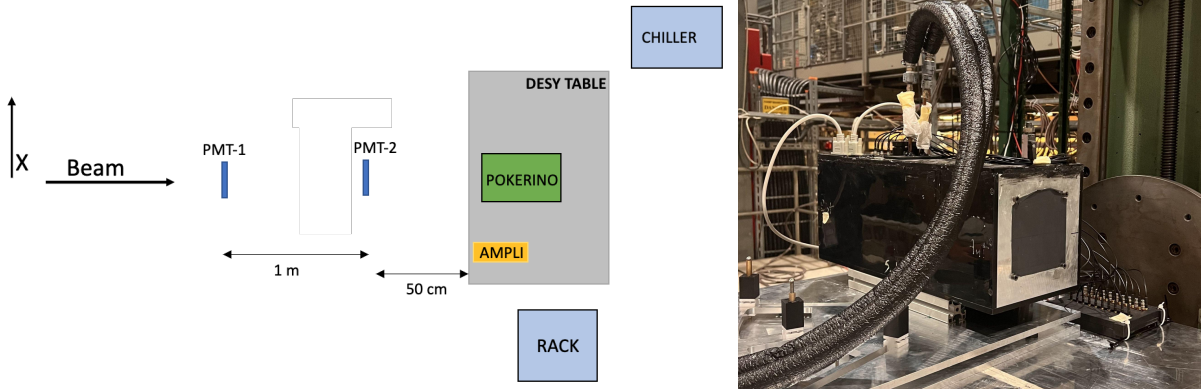 CHILLER
DESY TABLE
X
Beam
PMT-1
PMT-2
POKERINO
AMPLI
1 m
50 cm
RACK